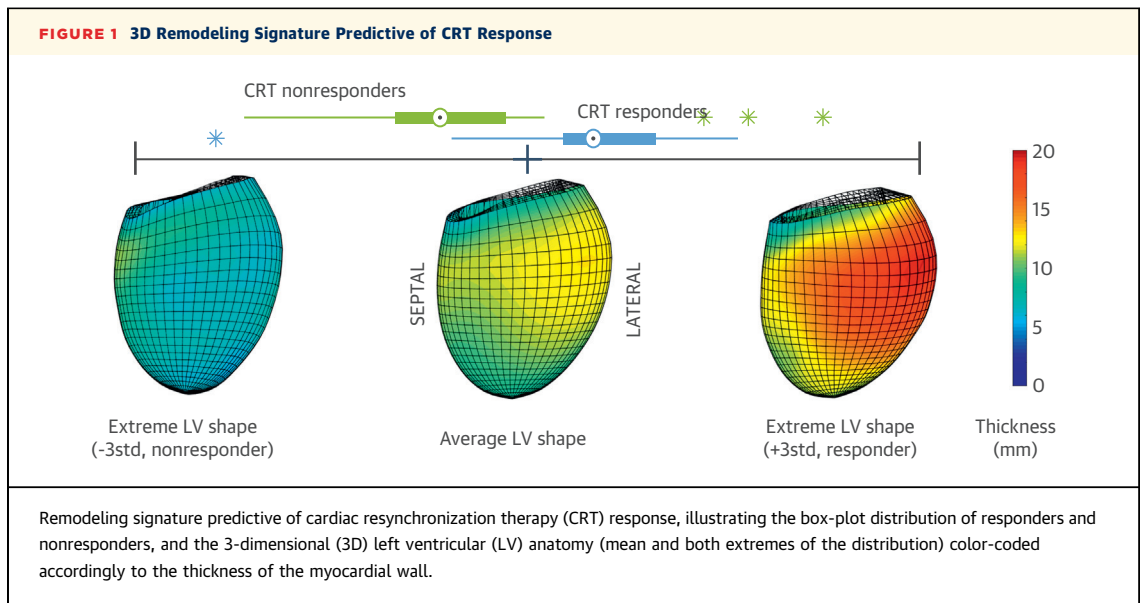 FIGURE 1 3D Remodeling Signature Predictive of CRT Response
CRT nonresponders
CRT responders
20
15
10
5
0
SEPTAL
LATERAL
Extreme LV shape
(-3std, nonresponder)
Average LV shape
Extreme LV shape
(+3std, responder)
Thickness
(mm)
Remodeling signature predictive of cardiac resynchronization therapy (CRT) response, illustrating the box-plot distribution of responders and
nonresponders, and the 3-dimensional (3D) left ventricular (LV) anatomy (mean and both extremes of the distribution) color-coded
accordingly to the thickness of the myocardial wall.